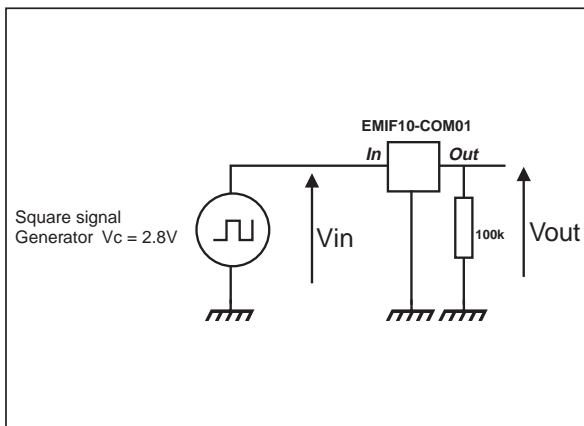 EMIF10-COM01
In
Out
Square signal
Generator Vc = 2.8V
Vin
100k
Vout